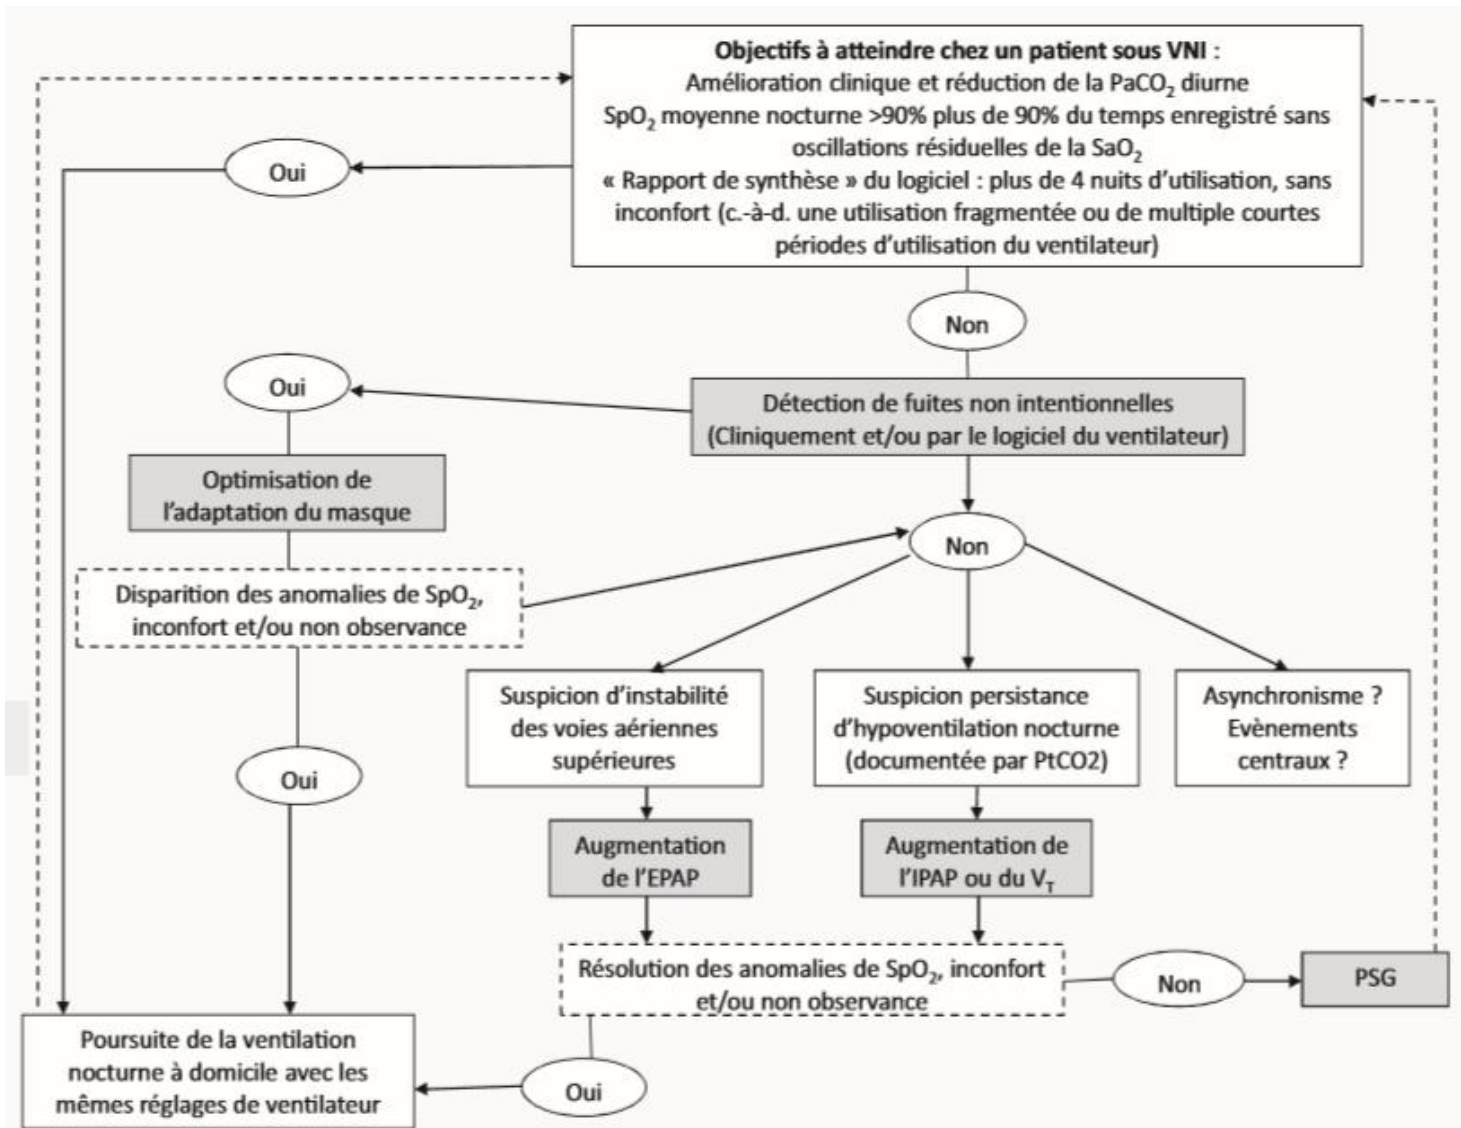 Objectifs à atteindre chez un patient sous VNI :
Amélioration clinique et réduction de la PaCO₂ diurne
SpO₂ moyenne nocturne >90% plus de 90% du temps enregistré sans
oscillations résiduelles de la SaO₂
« Rapport de synthèse » du logiciel : plus de 4 nuits d'utilisation, sans
inconfort (c.-à-d. une utilisation fragmentée ou de multiple courtes
périodes d'utilisation du ventilateur)
Oui
Non
Oui
Détection de fuites non intentionnelles
(Cliniquement et/ou par le logiciel du ventilateur)
Optimisation de
l'adaptation du masque
Non
Disparition des anomalies de SpO₂,
inconfort et/ou non observance
Suspicion d'instabilité
des voies aériennes
supérieures
Suspicion persistance
d'hypoventilation nocturne
(documentée par PtCO2)
Asynchronisme ?
Evènements
centraux ?
Oui
Augmentation
de l'EPAP
Augmentation de
l'IPAP ou du V_T
Résolution des anomalies de SpO₂, inconfort
et/ou non observance
Non
PSG
Poursuite de la ventilation
nocturne à domicile avec les
mêmes réglages de ventilateur
Oui